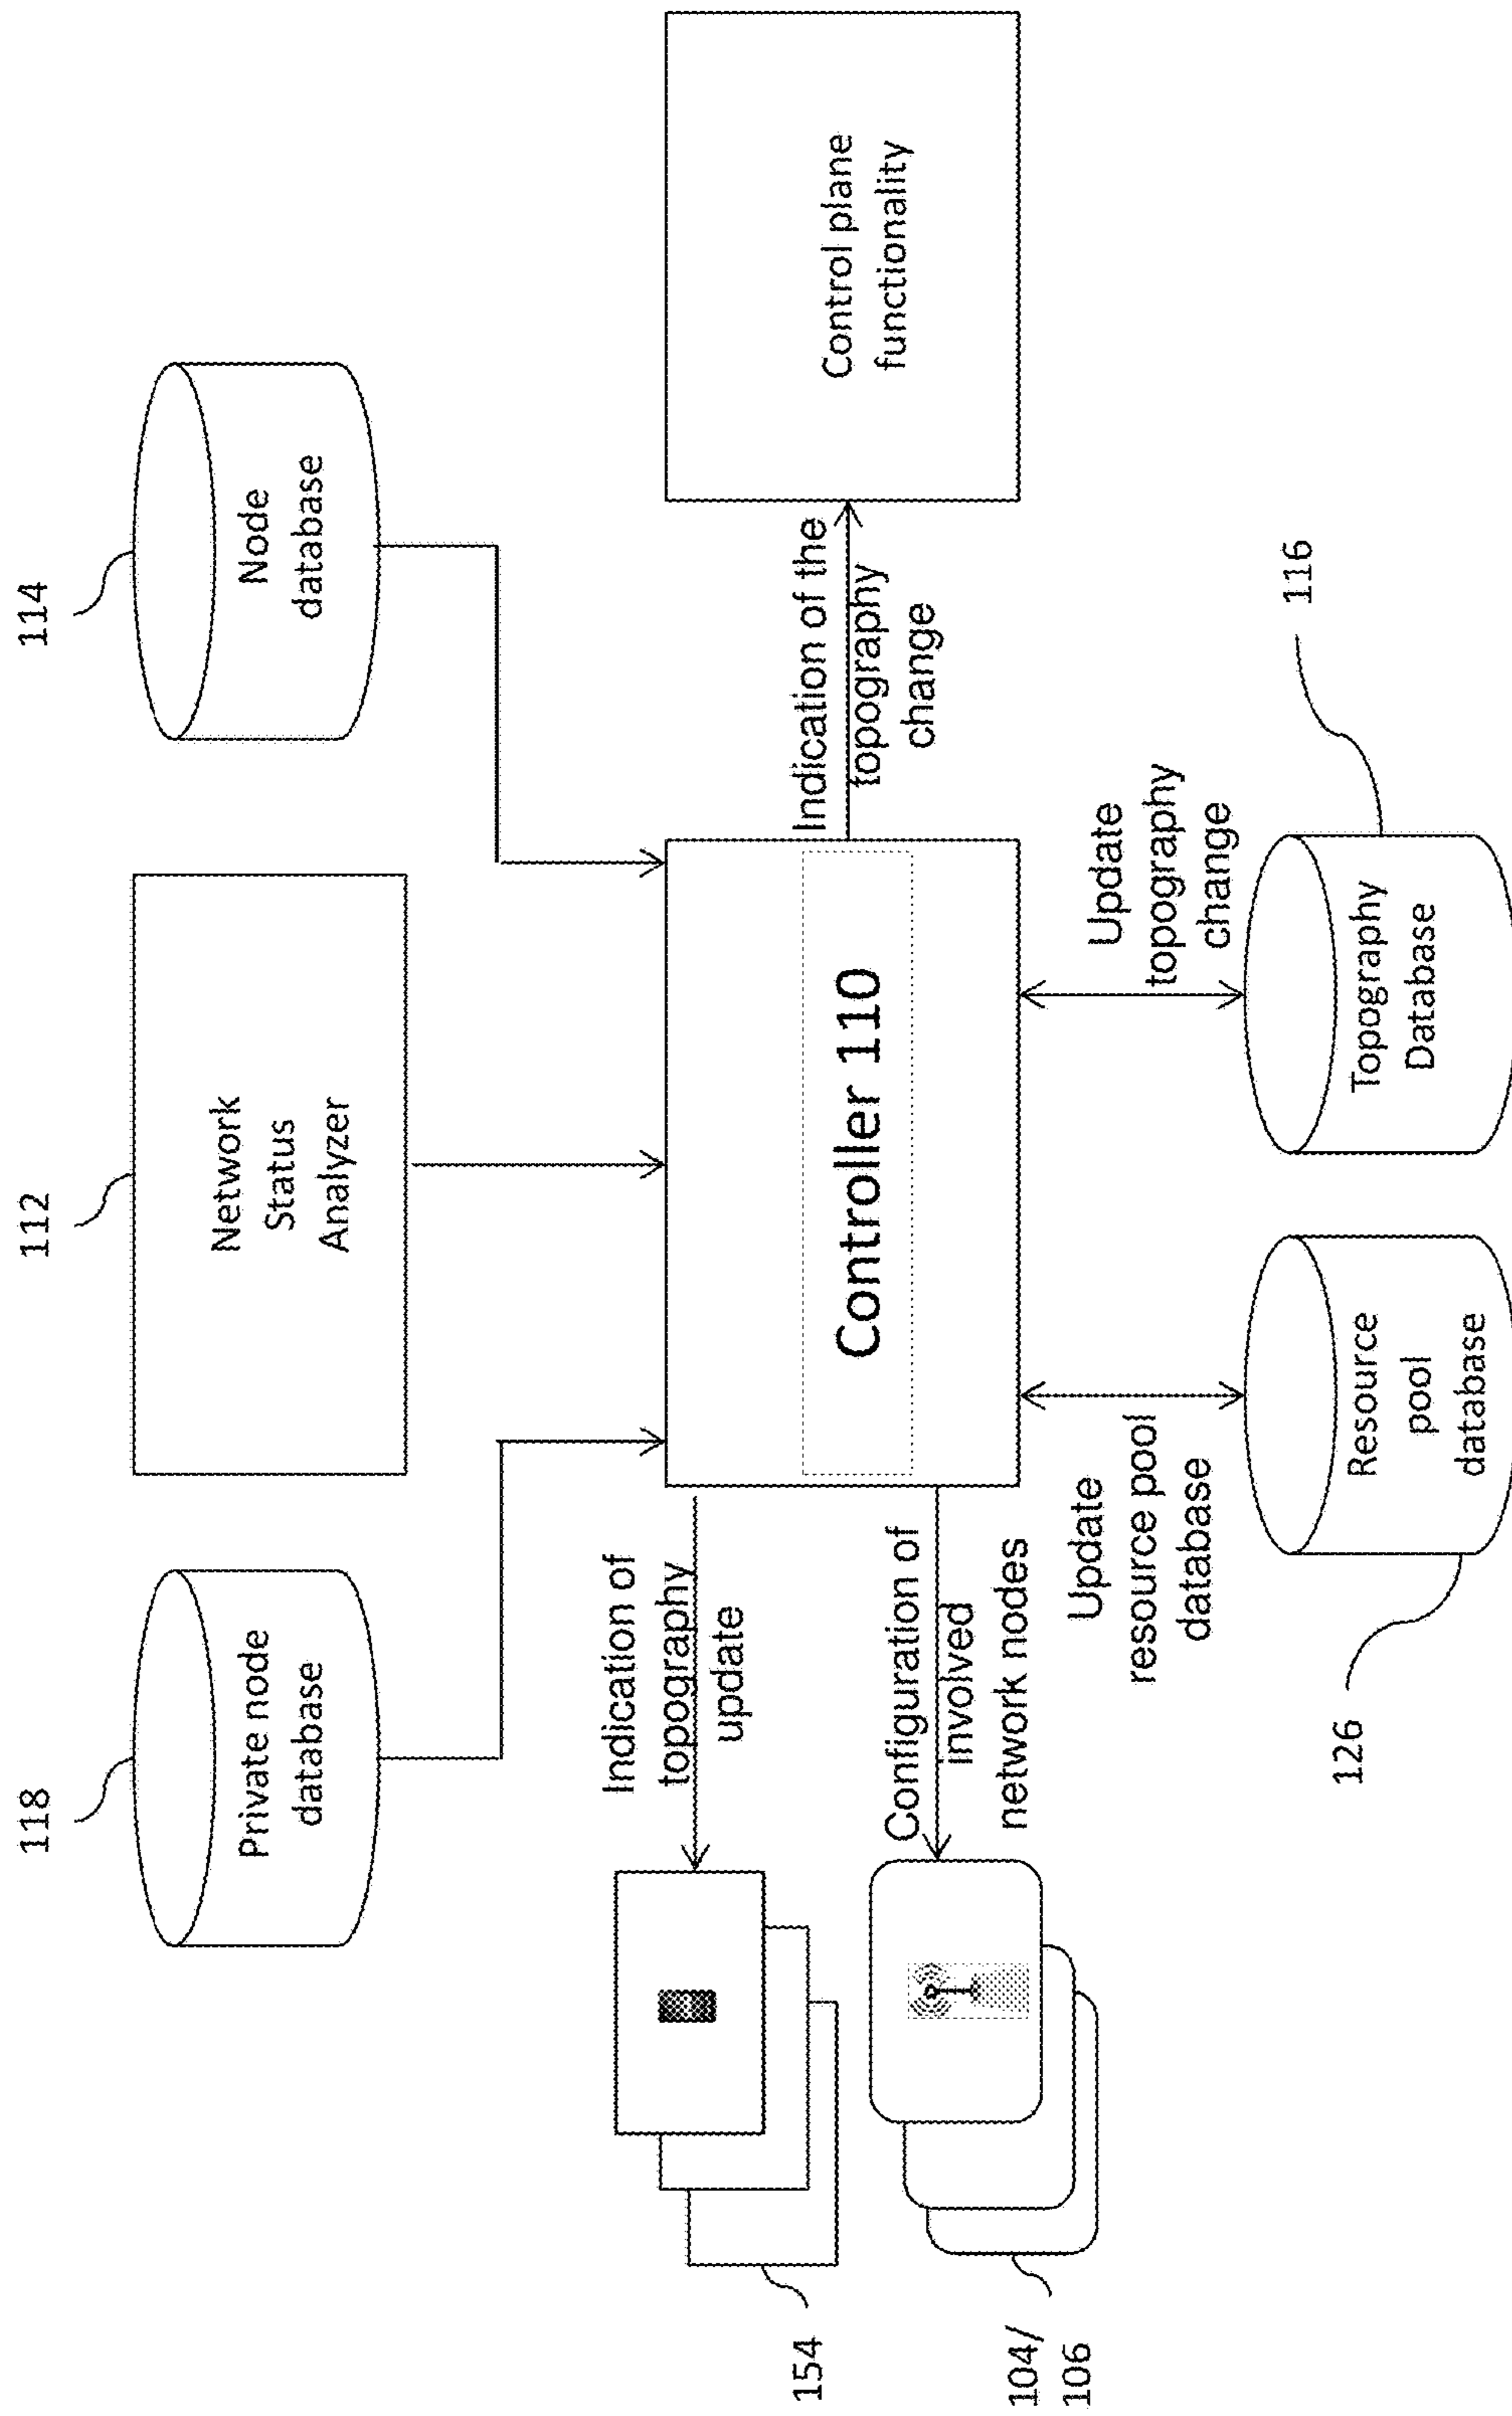 118
112
114
Private node
database
Network
Status
Analyzer
Node
database
Indication of
topography
update
Configuration of
involved
network nodes
Controller 110
Indication of the
topography
change
Control plane
functionality
154
104/
106
Update
resource pool
database
Update
topography
change
126
Resource
pool
database
Topography
Database
116